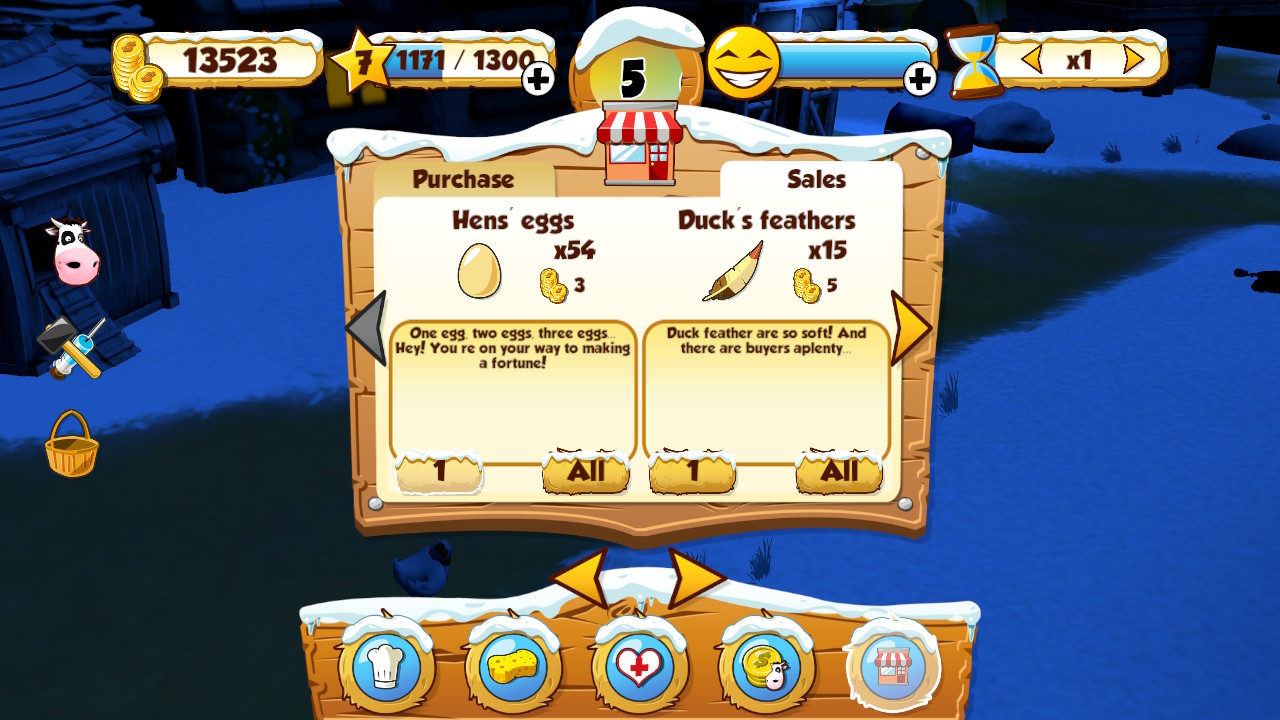 13523
7
1171 / 1300
5
x1
Purchase
Sales
Hens' eggs
x54
3
Duck's feathers
x15
5
One egg, two eggs, three eggs...
Hey! You re on your way to making
a fortune!
Duck feather are so soft! And
there are buyers aplenty...
1
All
1
All